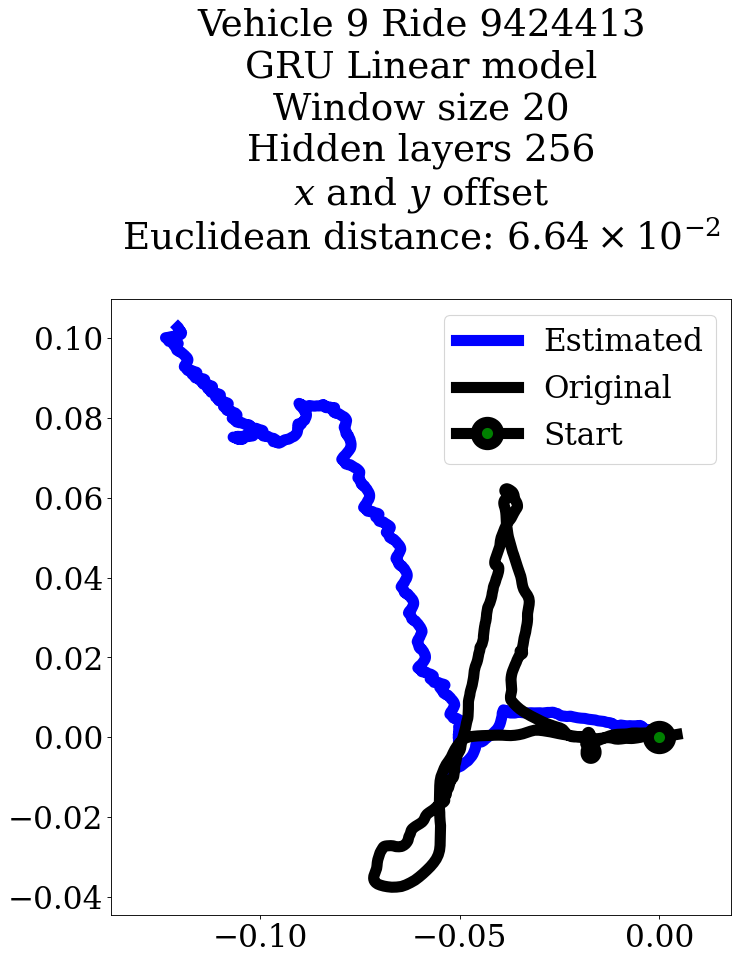 Vehicle 9 Ride 9424413
GRU Linear model
Window size 20
Hidden layers 256
x and y offset
Euclidean distance: 6.64 × 10⁻²
Estimated
Original
Start
0.10
0.08
0.06
0.04
0.02
0.00
−0.02
−0.04
−0.10
−0.05
0.00